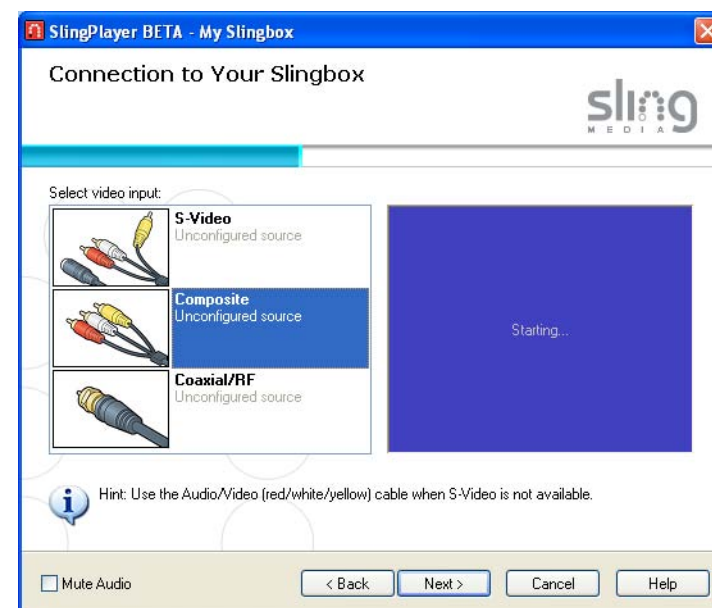 SlingPlayer BETA - My Slingbox
Connection to Your Slingbox
sling
MEDIA
Select video input:
S-Video
Unconfigured source
Composite
Unconfigured source
Starting...
Coaxial/RF
Unconfigured source
Hint: Use the Audio/Video (red/white/yellow) cable when S-Video is not available.
Mute Audio
< Back
Next >
Cancel
Help